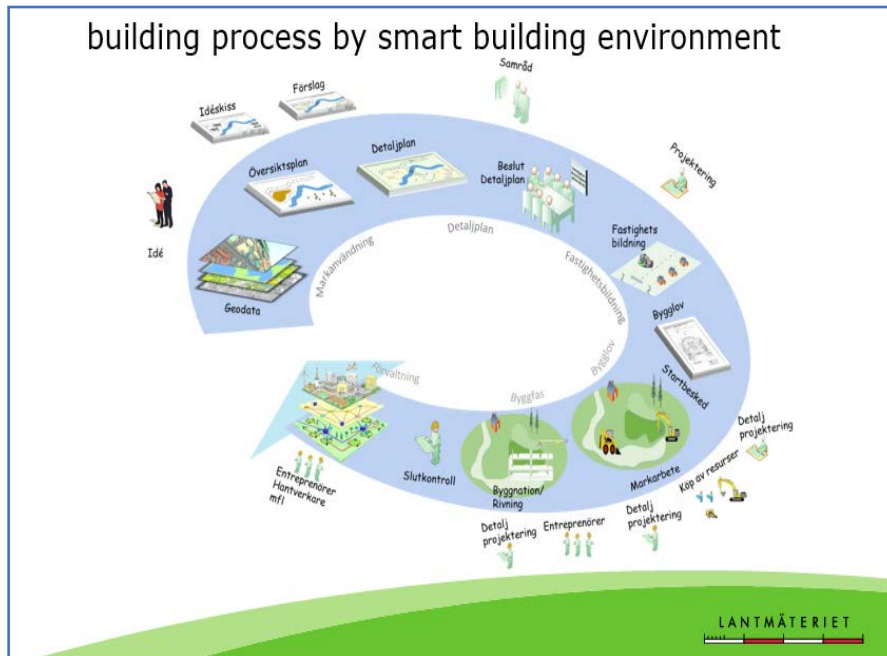 building process by smart building environment
Samråd
Förslag
Idéskiss
Projektering
Detaljplan
Översiktsplan
Beslut
Detaljplan
Idé
Fastighets
bildning
Geodata
Markanvändning
Detaljplan
Fastighetsbildning
Bygglov
Bygglov
Startbesked
Förvaltning
Byggfas
Detalj
projektering
Köp av resurser
Markarbete
Slutkontroll
Byggnation/
Rivning
Entreprenörer
Hantverkare
mfl
Detalj
projektering
Entreprenörer
Detalj
projektering
LANTMÄTERIET